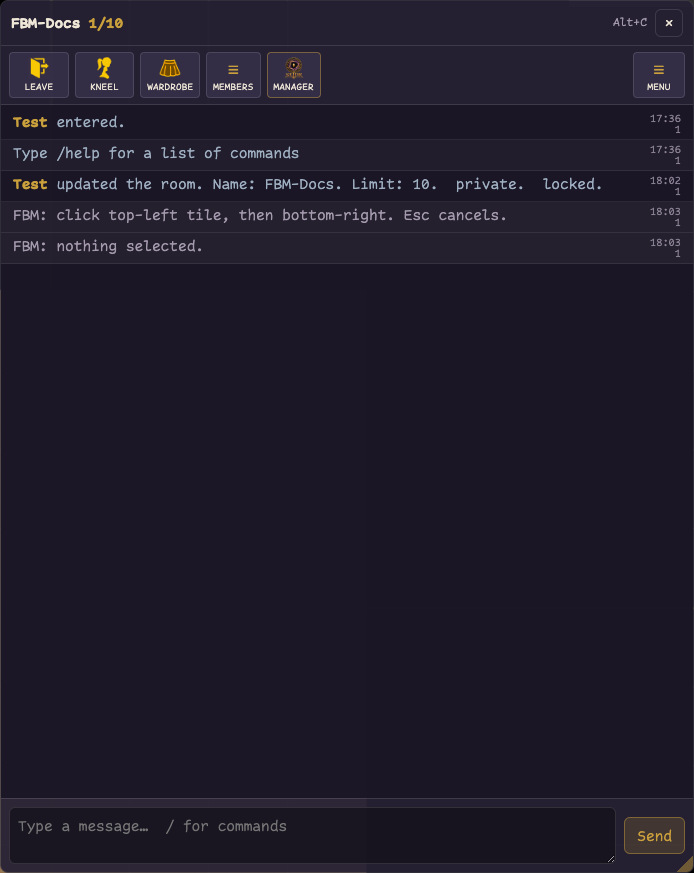 FBM-Docs 1/10
Alt+C
×
LEAVE
KNEEL
WARDROBE
MEMBERS
MANAGER
MENU
Test entered.
17:36
1
Type /help for a list of commands
17:36
1
Test updated the room. Name: FBM-Docs. Limit: 10.  private.  locked.
18:02
1
FBM: click top-left tile, then bottom-right. Esc cancels.
18:03
1
FBM: nothing selected.
18:03
1
Type a message…  / for commands
Send